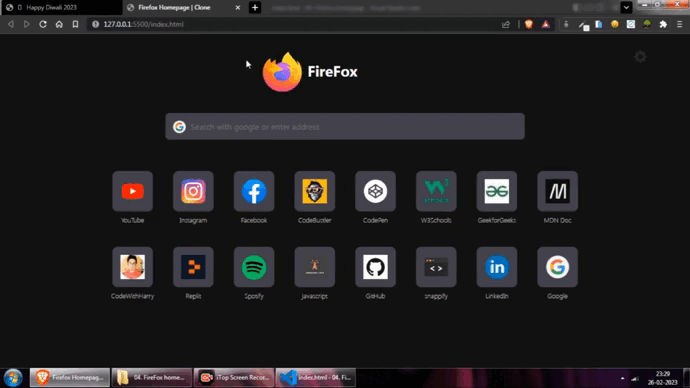 Happy Diwali 2023
Firefox Homepage | Clone
127.0.0.1:5500/index.html
FireFox
Search with google or enter address
YouTube
Instagram
Facebook
CodeBustler
CodePen
W3Schools
GeekforGeeks
MDN Doc
CodeWithHarry
Replit
Spotify
Javascript
GitHub
snappify
LinkedIn
Google
Firefox Homepag...
04. FireFox home...
iTop Screen Recor...
index.html - 04. Fi...
23:29
26-02-2023